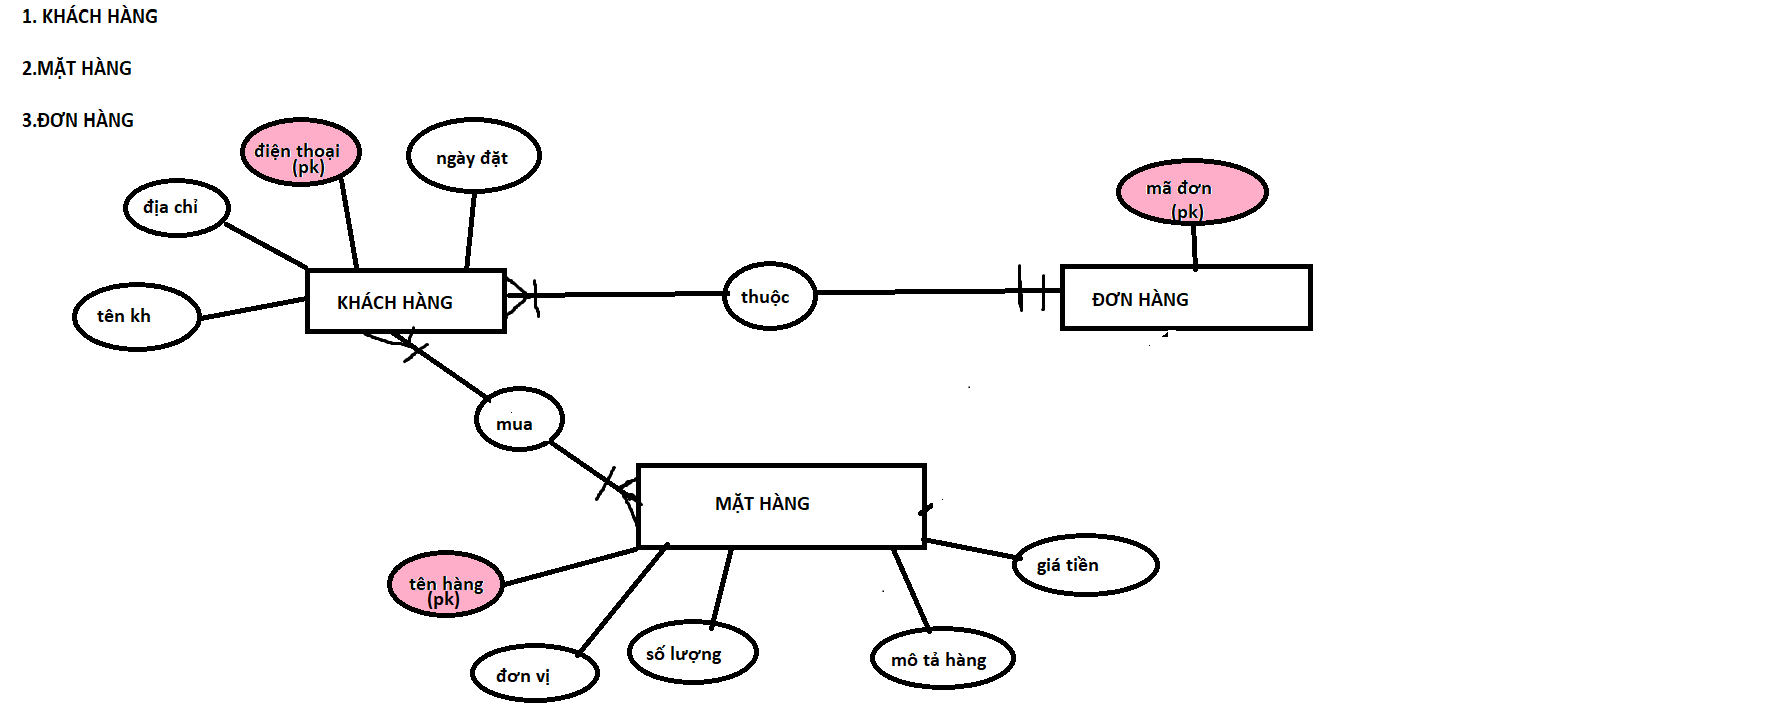 1. KHÁCH HÀNG
2.MẶT HÀNG
3.ĐƠN HÀNG
điện thoại
(pk)
ngày đặt
địa chỉ
tên kh
KHÁCH HÀNG
thuộc
mã đơn
(pk)
ĐƠN HÀNG
mua
MẶT HÀNG
tên hàng
(pk)
đơn vị
số lượng
mô tả hàng
giá tiền